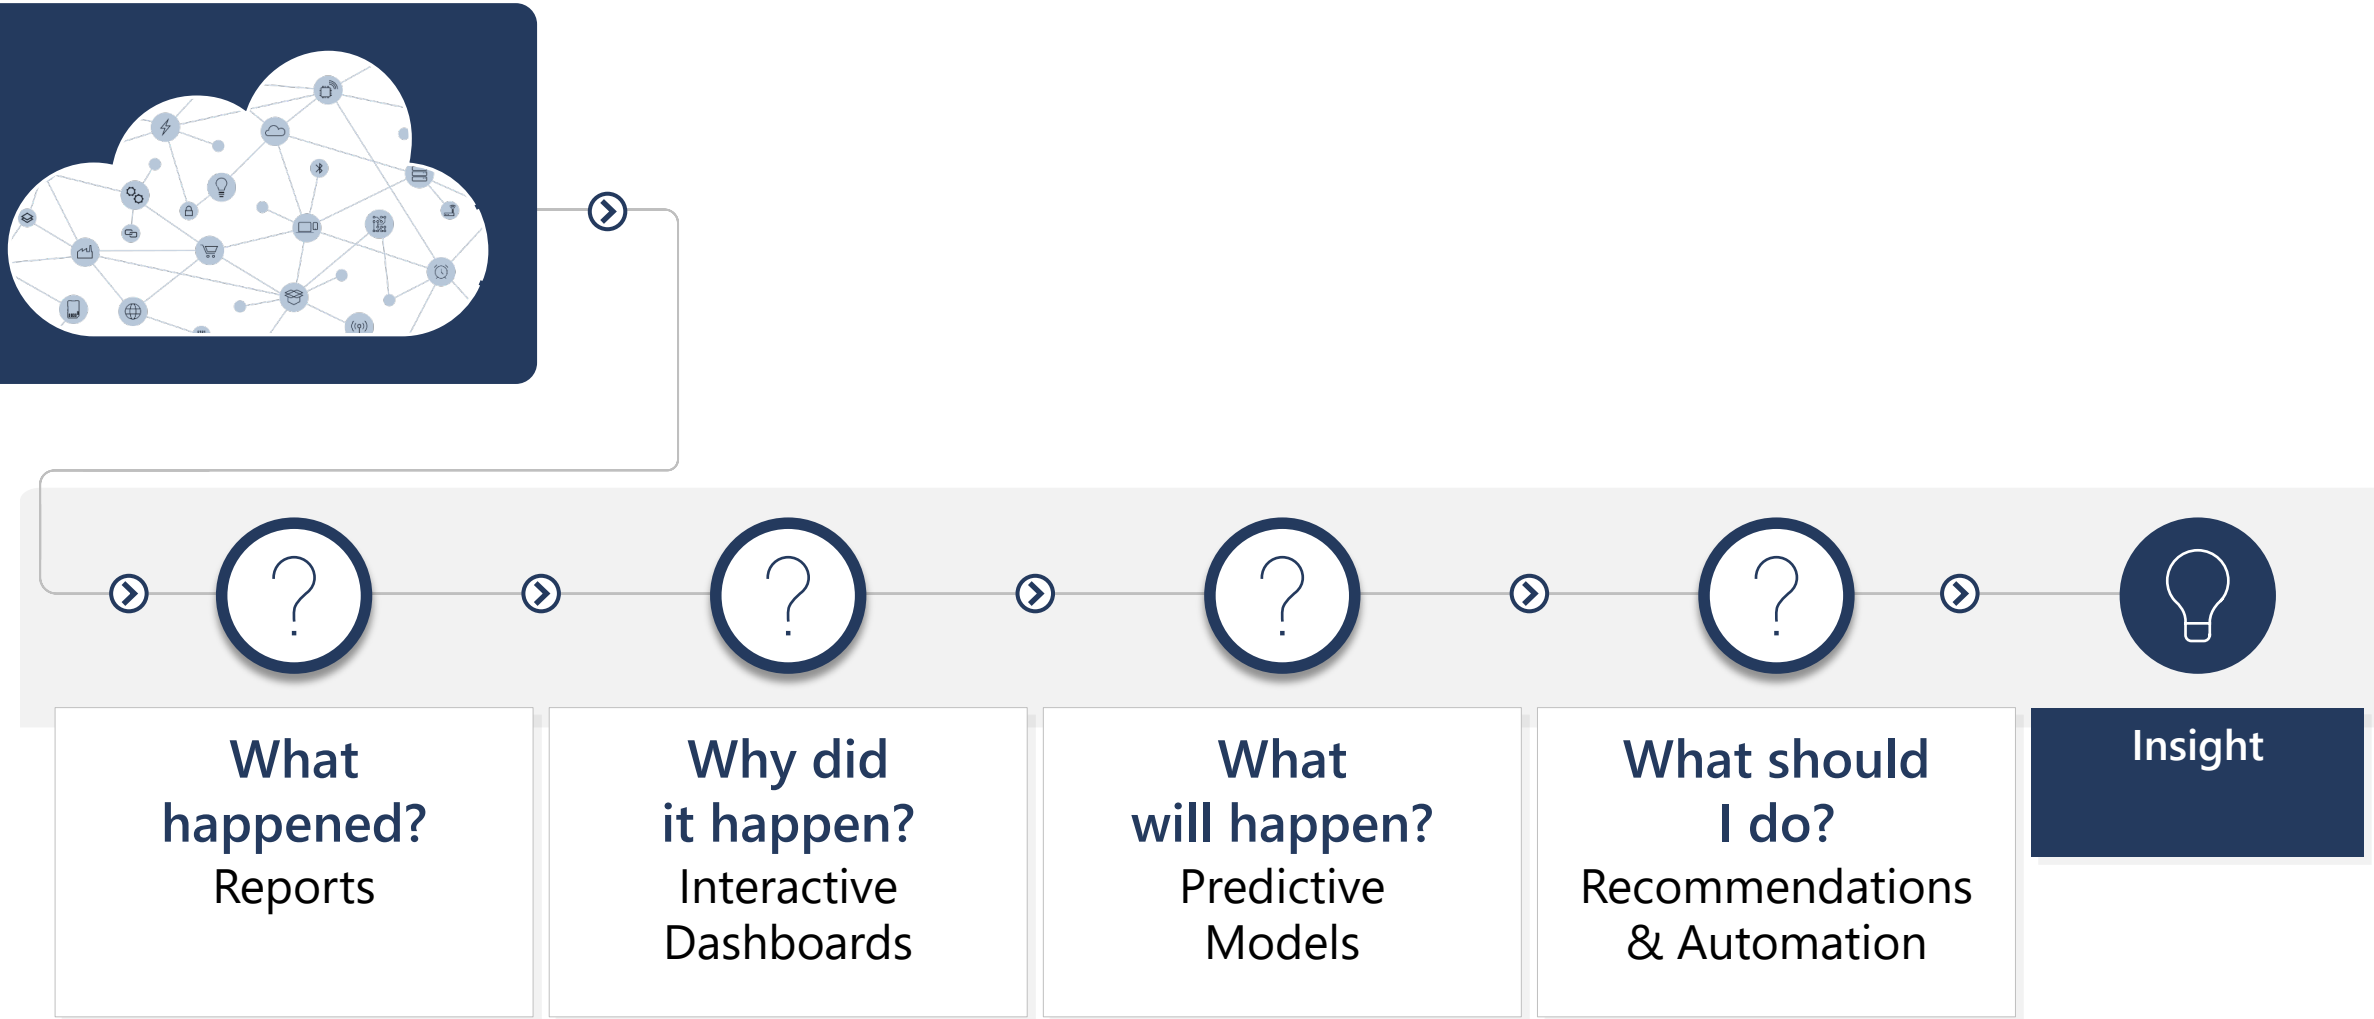 What
happened?
Reports
Why did
it happen?
Interactive
Dashboards
What
will happen?
Predictive
Models
What should
I do?
Recommendations
& Automation
Insight